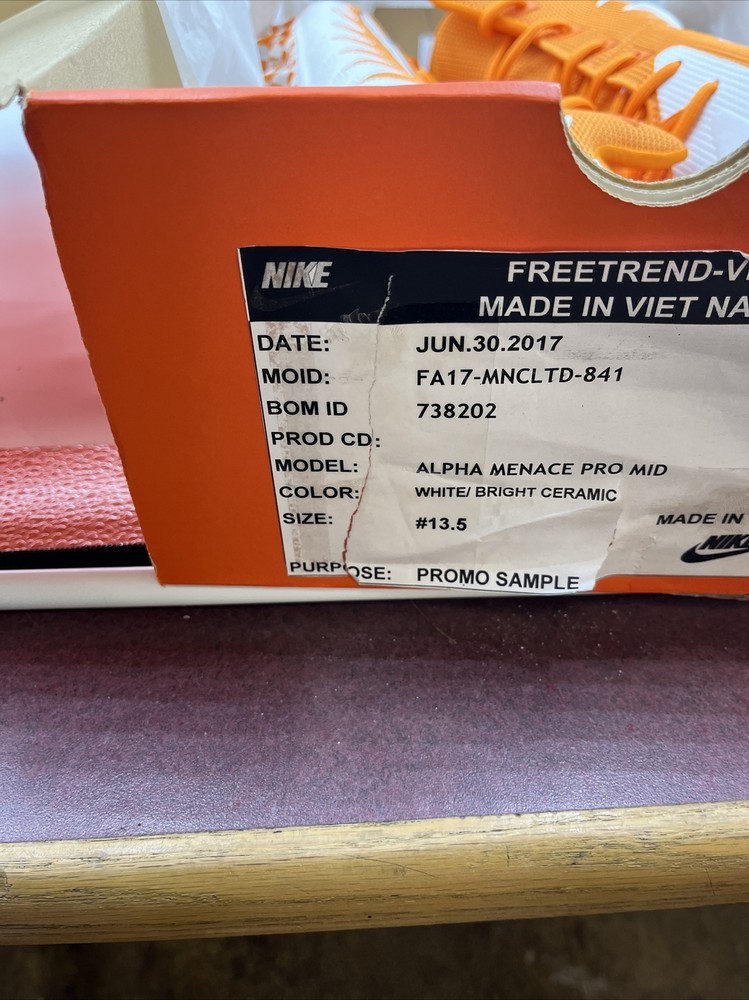 NIKE FREETREND-V
MADE IN VIET NA
DATE: JUN.30.2017
MOID: FA17-MNCLTD-841
BOM ID 738202
PROD CD:
MODEL: ALPHA MENACE PRO MID
COLOR: WHITE/ BRIGHT CERAMIC
SIZE: #13.5 MADE IN
NIKE
PURPOSE: PROMO SAMPLE